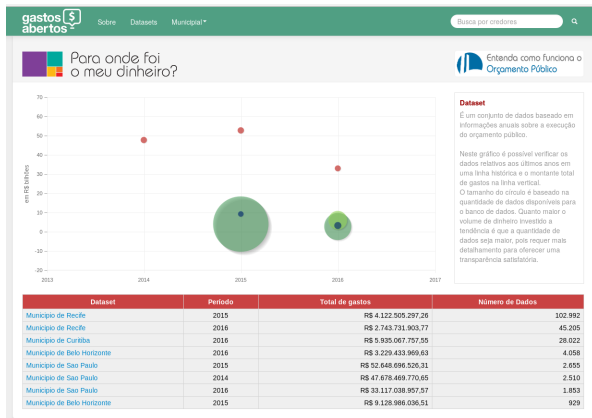 gastos
abertos
Sobre Datasets Municipial
Busca por credores
Para onde foi
o meu dinheiro?
Entenda como funciona o
Orçamento Público
70
60
50
40
30
20
10
0
-10
-20
em R$ bilhões
2013 2014 2015 2016 2017
Dataset
É um conjunto de dados baseado em
informações anuais sobre a execução
do orçamento público.
Neste gráfico é possível verificar os
dados relativos aos últimos anos em
uma linha histórica e o montante total
de gastos na linha vertical.
O tamanho do círculo é baseado na
quantidade de dados disponíveis para
o banco de dados. Quanto maior o
volume de dinheiro investido a
tendência é que a quantidade de
dados seja maior, pois requer mais
detalhamento para oferecer uma
transparência satisfatória.
Dataset Período Total de gastos Número de Dados
Município de Recife 2015 R$ 4.122.505.297,26 102.992
Município de Recife 2016 R$ 2.743.731.903,77 45.205
Município de Curitiba 2016 R$ 5.935.067.757,55 28.022
Município de Belo Horizonte 2016 R$ 3.229.433.969,63 4.058
Município de Sao Paulo 2015 R$ 52.648.696.526,31 2.655
Município de Sao Paulo 2014 R$ 47.678.469.770,65 2.510
Município de Sao Paulo 2016 R$ 33.117.038.957,57 1.853
Município de Belo Horizonte 2015 R$ 9.128.986.036,51 929